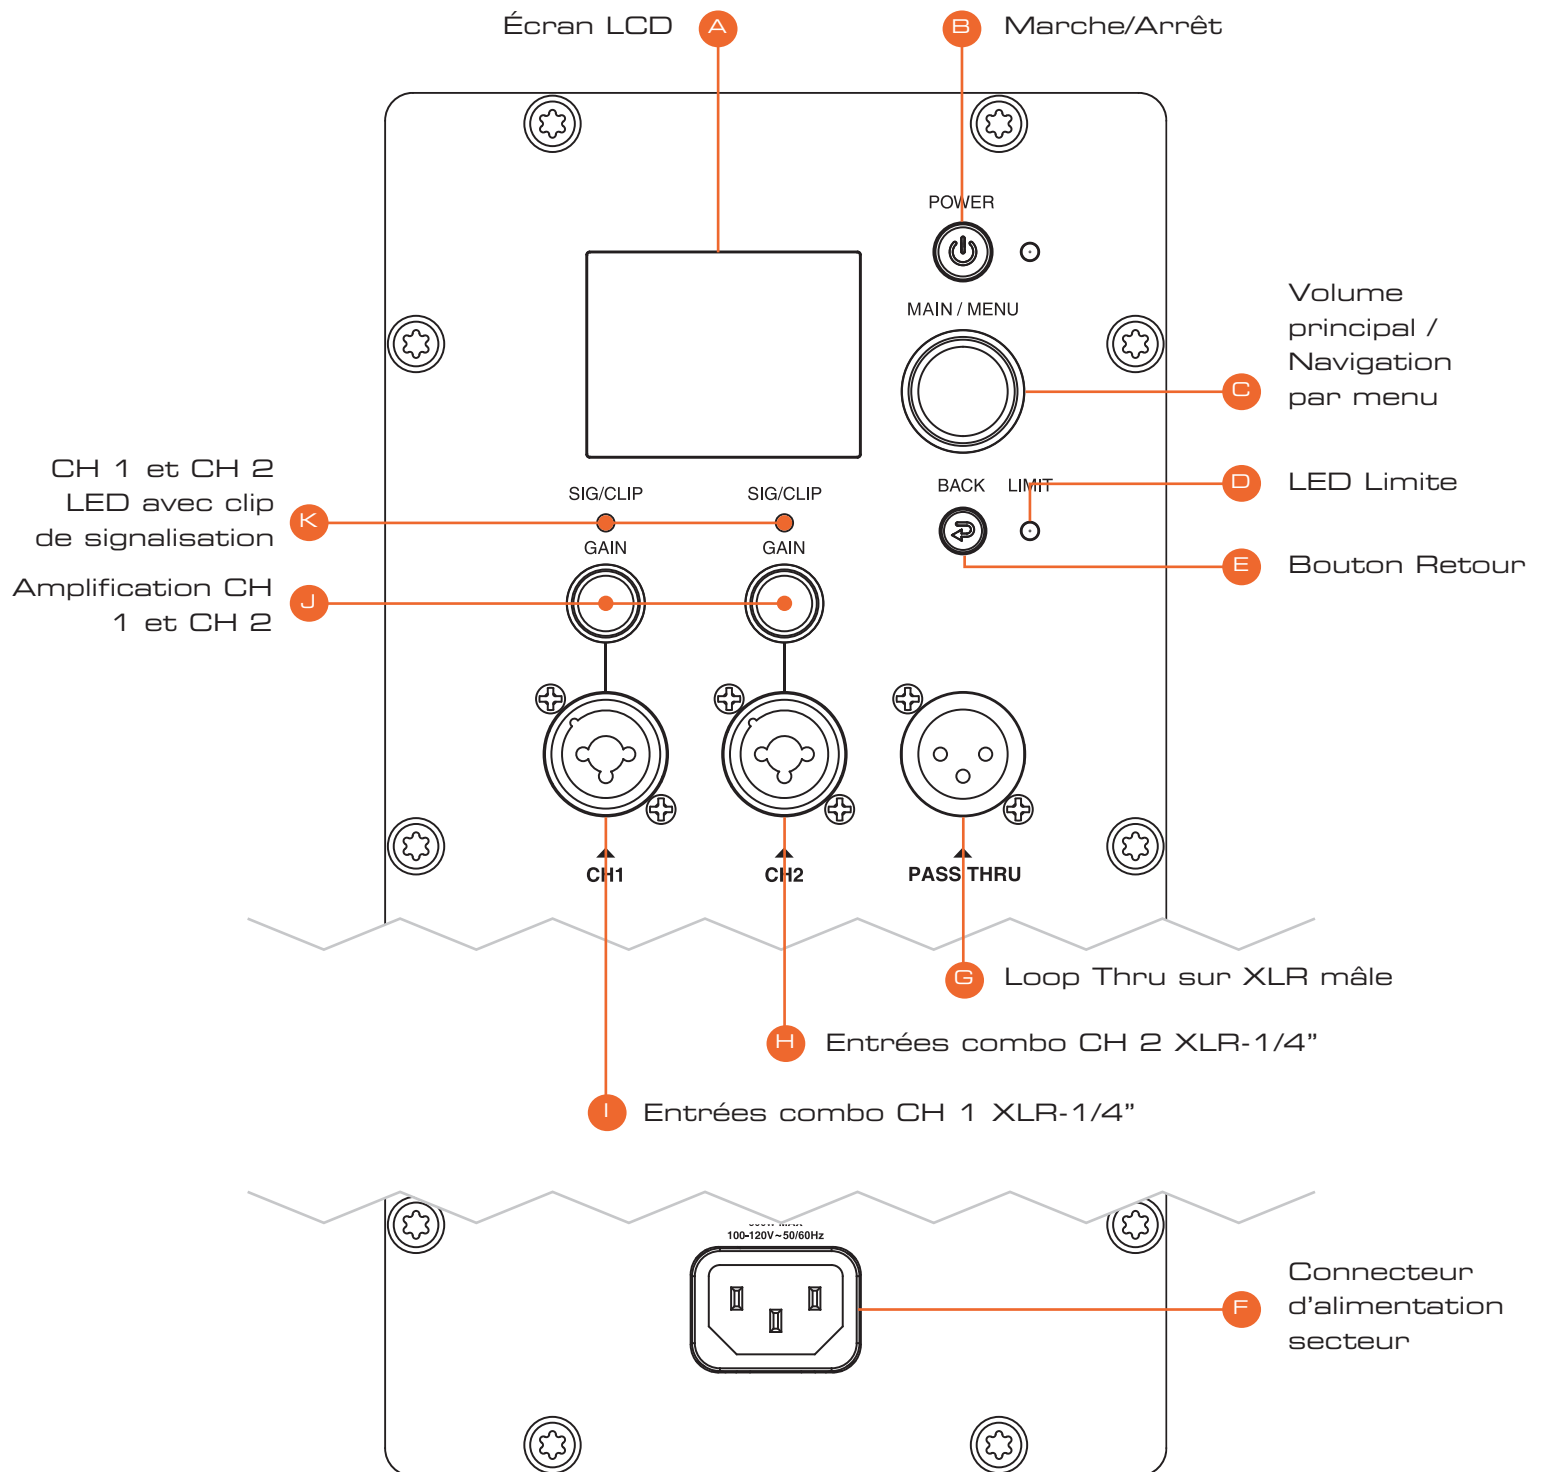 Écran LCD A
B Marche/Arrêt
POWER
MAIN / MENU
Volume
principal /
Navigation
par menu
C
CH 1 et CH 2
LED avec clip
de signalisation
K
SIG/CLIP SIG/CLIP
BACK LIMIT
D LED Limite
GAIN GAIN
E Bouton Retour
Amplification CH
1 et CH 2
J
CH1 CH2 PASS THRU
G Loop Thru sur XLR mâle
H Entrées combo CH 2 XLR-1/4”
I Entrées combo CH 1 XLR-1/4”
100-120V~50/60Hz
Connecteur
d’alimentation
secteur
F